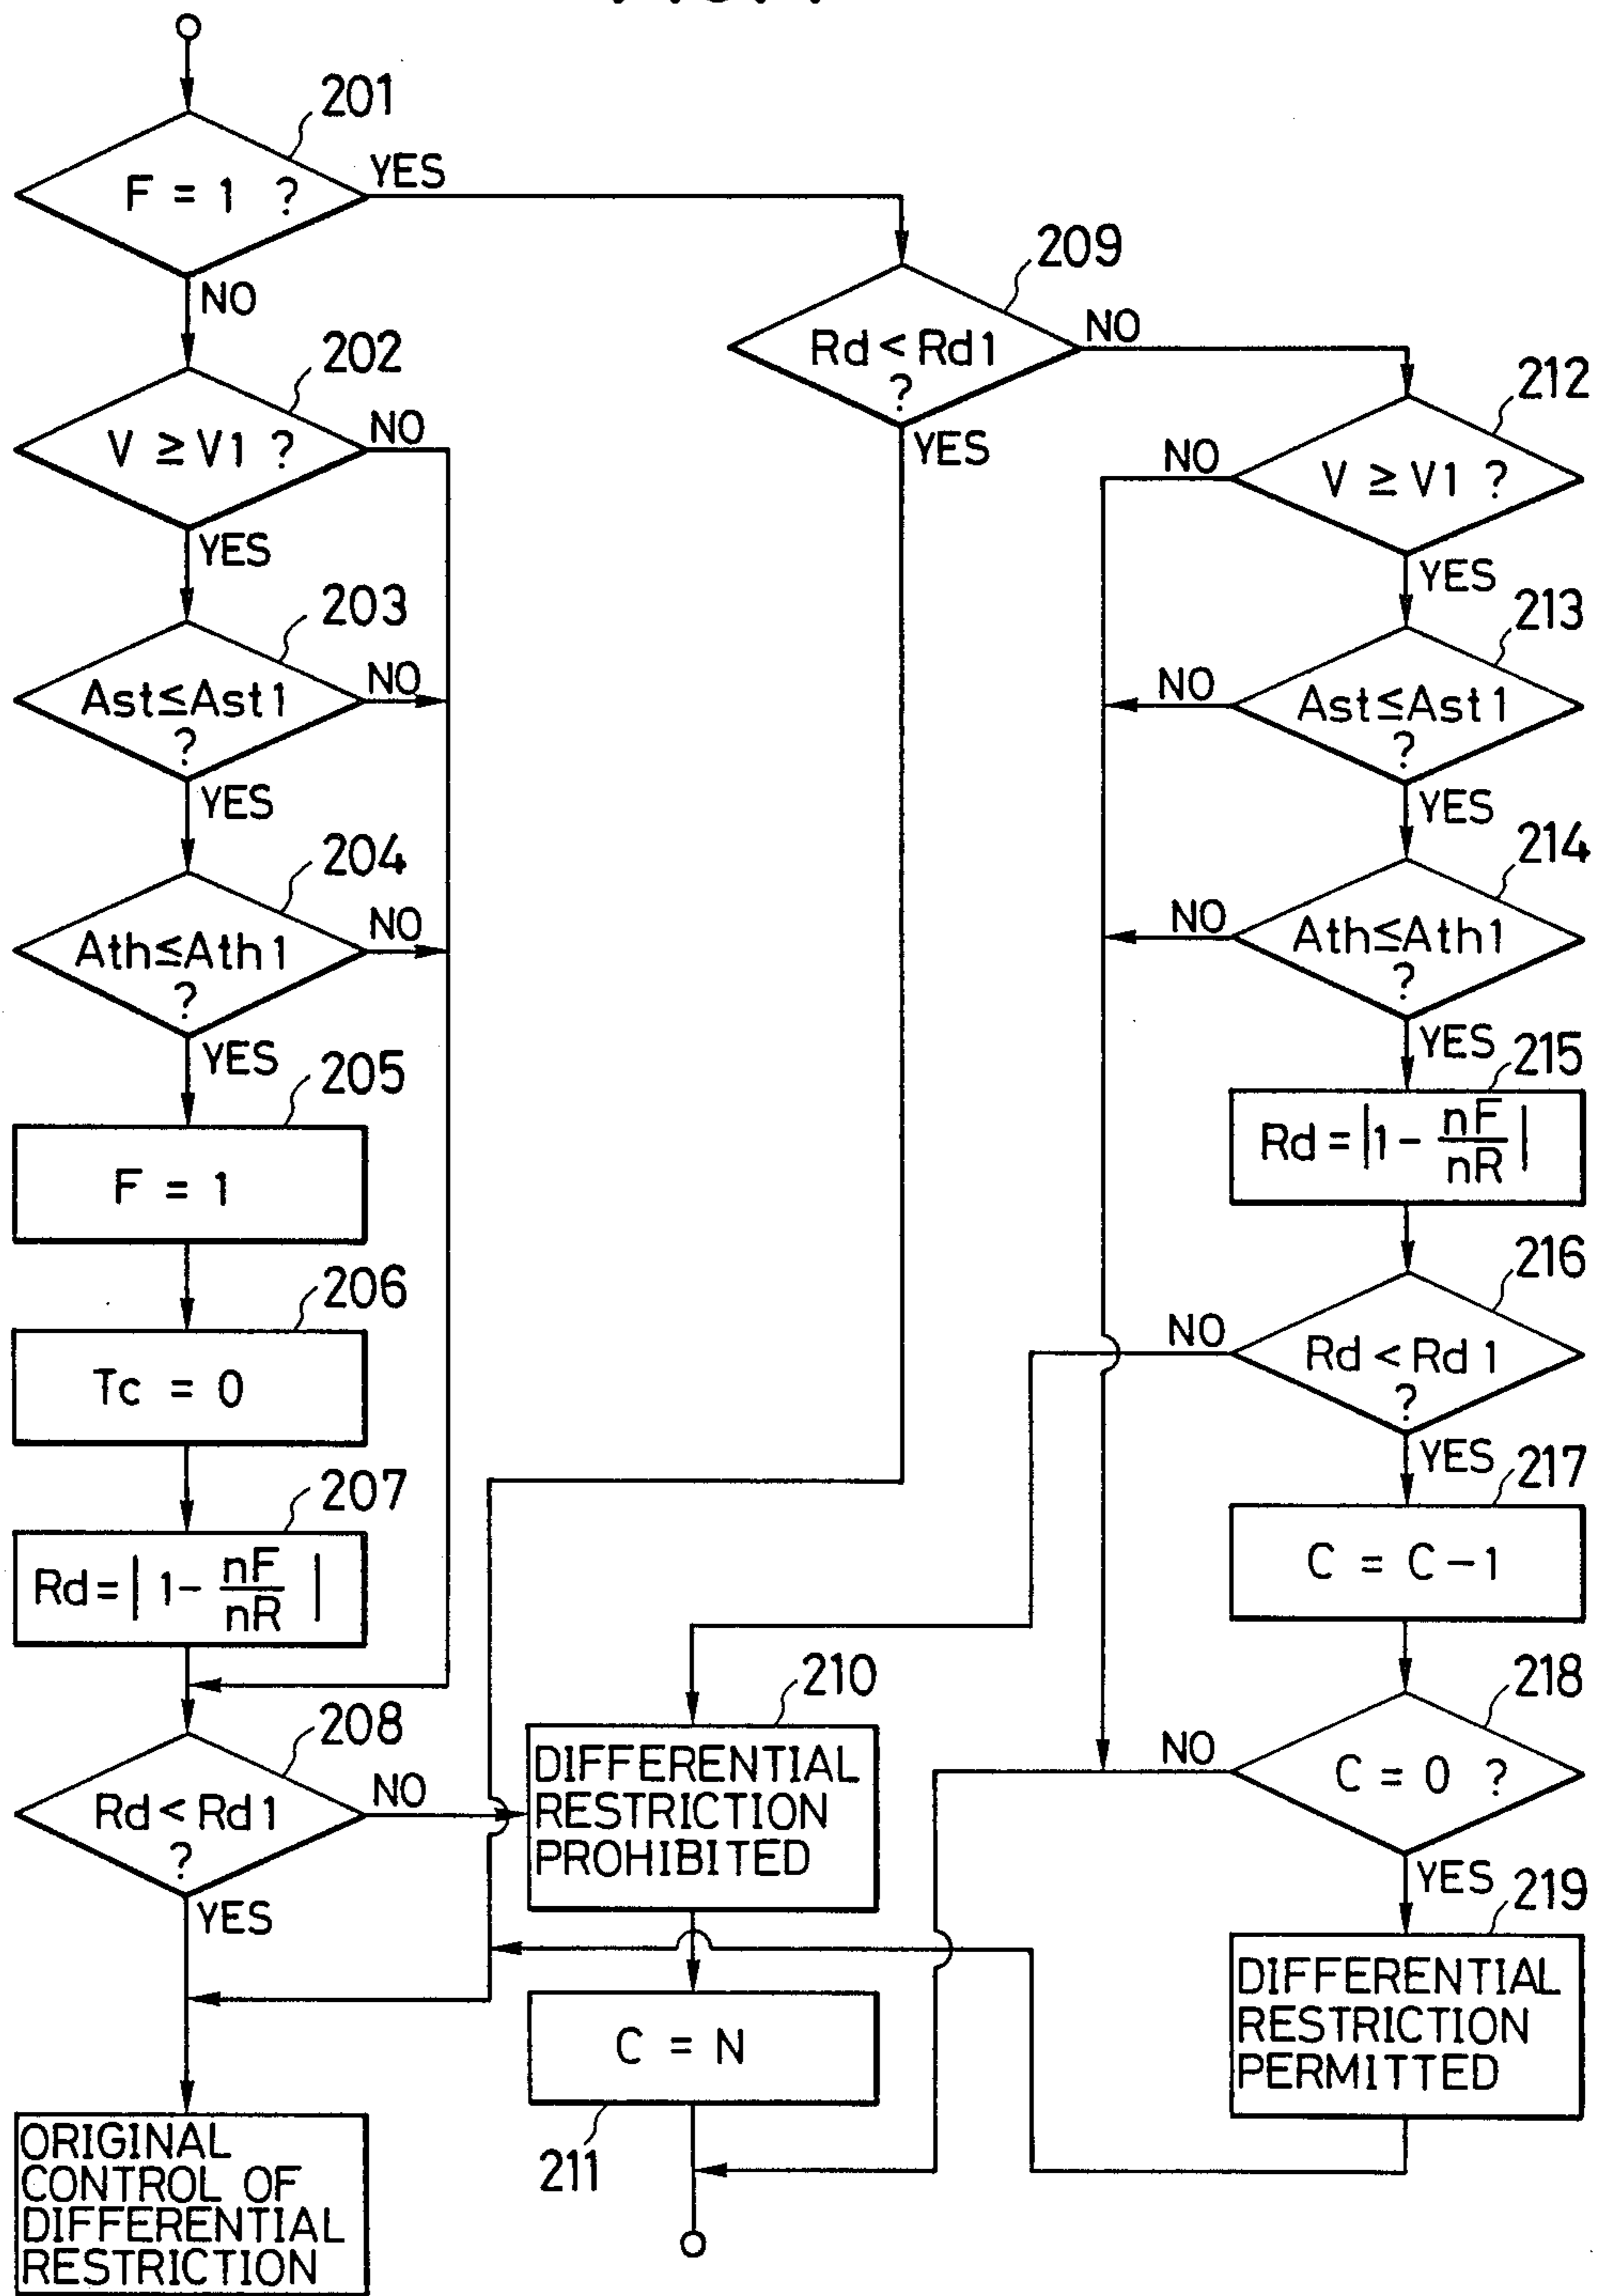 201
F = 1 ?
YES
NO
202
V ≥ V1 ?
NO
YES
203
Ast≤Ast1
?
NO
YES
204
Ath≤Ath1
?
NO
YES
205
F = 1
206
Tc = 0
207
Rd=| 1- nF/nR |
208
Rd < Rd1
?
NO
YES
ORIGINAL
CONTROL OF
DIFFERENTIAL
RESTRICTION
209
Rd < Rd1
?
NO
YES
210
DIFFERENTIAL
RESTRICTION
PROHIBITED
C = N
211
212
V ≥ V1 ?
NO
YES
213
Ast≤Ast1
?
NO
YES
214
Ath≤Ath1
?
NO
YES
215
Rd=|1- nF/nR |
216
Rd < Rd1
?
NO
YES
217
C = C-1
218
C = 0 ?
NO
YES
219
DIFFERENTIAL
RESTRICTION
PERMITTED